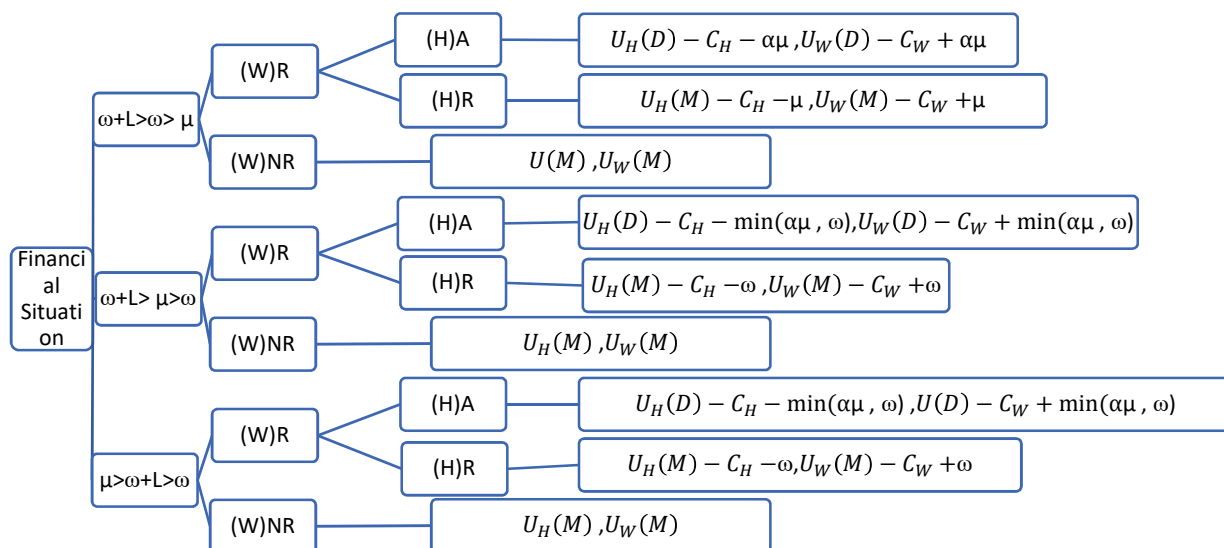 (H)A
U_H(D) − C_H − αμ ,U_W(D) − C_W + αμ
(W)R
(H)R
U_H(M) − C_H −μ ,U_W(M) − C_W +μ
ω+L>ω> μ
(W)NR
U(M) ,U_W(M)
(H)A
U_H(D) − C_H − min(αμ , ω),U_W(D) − C_W + min(αμ , ω)
(W)R
(H)R
U_H(M) − C_H −ω ,U_W(M) − C_W +ω
Financi
al
Situati
on
ω+L> μ>ω
(W)NR
U_H(M) ,U_W(M)
(H)A
U_H(D) − C_H − min(αμ , ω) ,U(D) − C_W + min(αμ , ω)
(W)R
(H)R
U_H(M) − C_H −ω,U_W(M) − C_W +ω
μ>ω+L>ω
(W)NR
U_H(M) ,U_W(M)